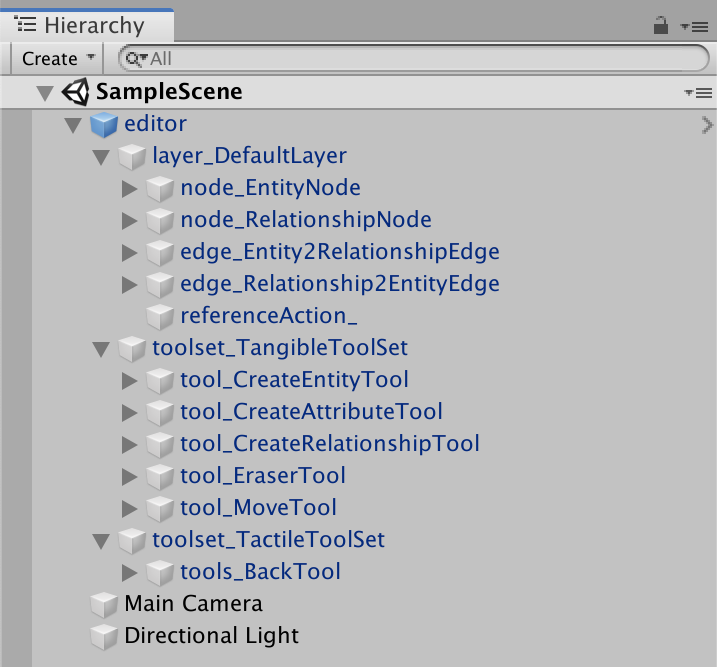 Hierarchy
Create
All
SampleScene
editor
layer_DefaultLayer
node_EntityNode
node_RelationshipNode
edge_Entity2RelationshipEdge
edge_Relationship2EntityEdge
referenceAction_
toolset_TangibleToolSet
tool_CreateEntityTool
tool_CreateAttributeTool
tool_CreateRelationshipTool
tool_EraserTool
tool_MoveTool
toolset_TactileToolSet
tools_BackTool
Main Camera
Directional Light